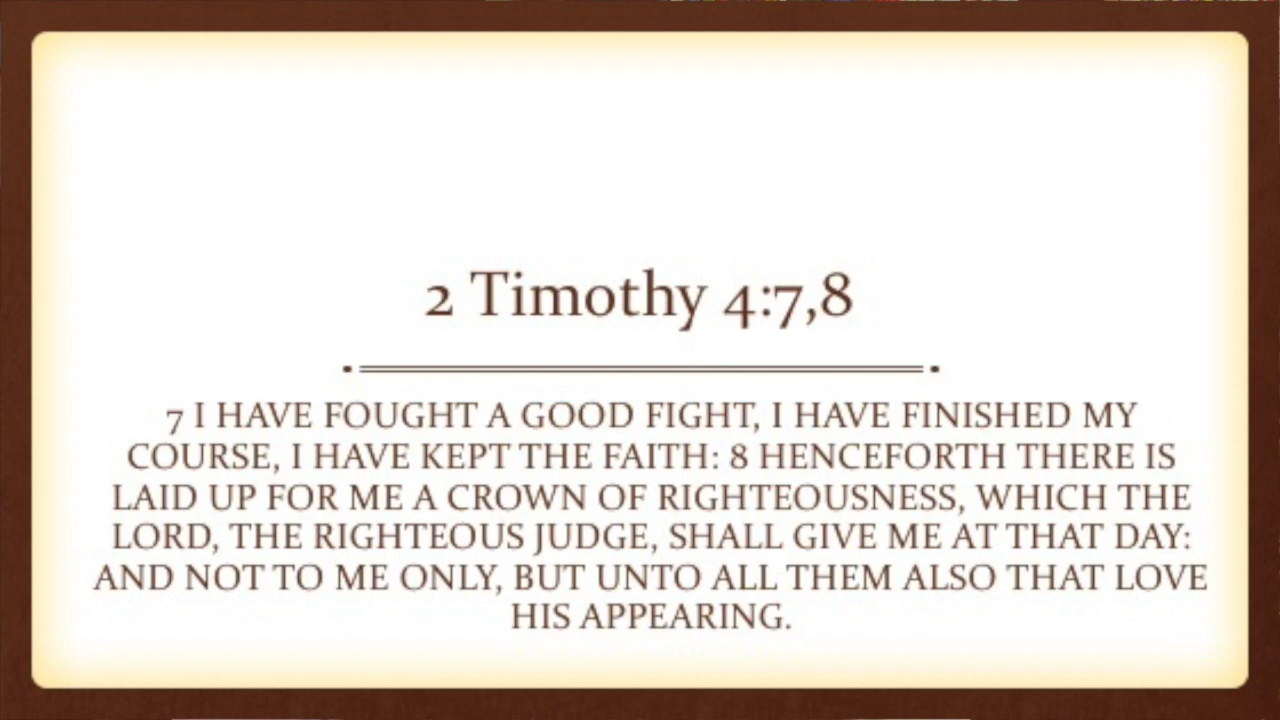 2 Timothy 4:7,8
7 I HAVE FOUGHT A GOOD FIGHT, I HAVE FINISHED MY
COURSE, I HAVE KEPT THE FAITH: 8 HENCEFORTH THERE IS
LAID UP FOR ME A CROWN OF RIGHTEOUSNESS, WHICH THE
LORD, THE RIGHTEOUS JUDGE, SHALL GIVE ME AT THAT DAY:
AND NOT TO ME ONLY, BUT UNTO ALL THEM ALSO THAT LOVE
HIS APPEARING.